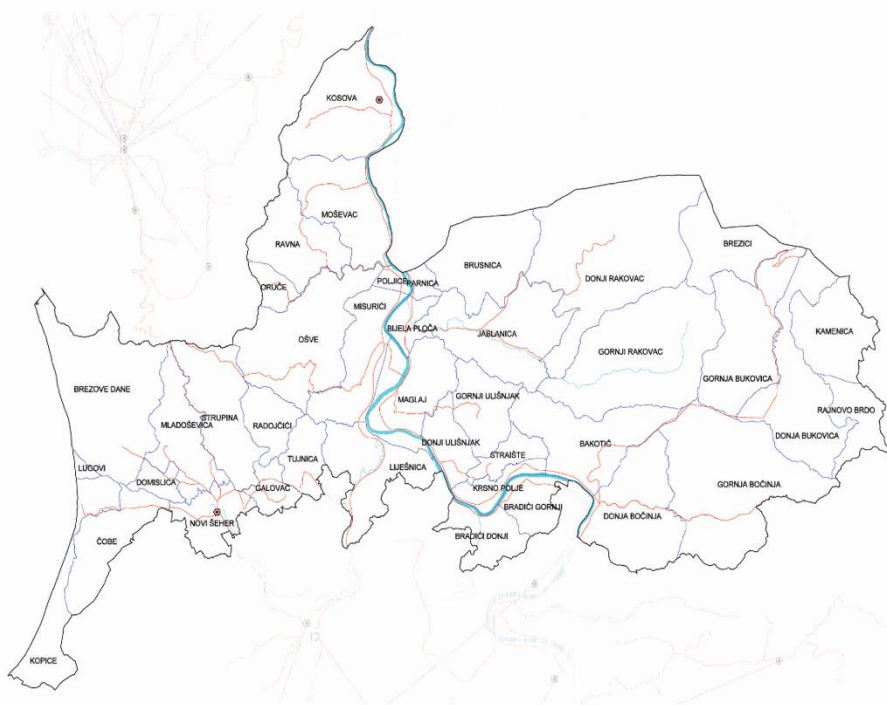 KOSOVA
MOŠEVAC
RAVNA
BREZICI
BRUSNICA
DONJI RAKOVAC
POLJICE
PARNICA
ORUČE
MISURIĆI
BIJELA PLOČA
JABLANICA
KAMENICA
OŠVE
GORNJI RAKOVAC
GORNJA BUKOVICA
BREZOVE DANE
MAGLAJ
GORNJI ULIŠNJAK
RAJNOVO BRDO
STRUPINA
MLADOŠEVICA
RADOJČIĆI
DONJA BUKOVICA
DONJI ULIŠNJAK
BAKOTIĆ
STRAIŠTE
TUJNICA
LUGOVI
LIJEŠNICA
DOMISLICA
GALOVAC
KRSNO POLJE
GORNJA BOČINJA
BRADIĆI GORNJI
DONJA BOČINJA
NOVI ŠEHER
BRADIĆI DONJI
ČOBE
KOPICE